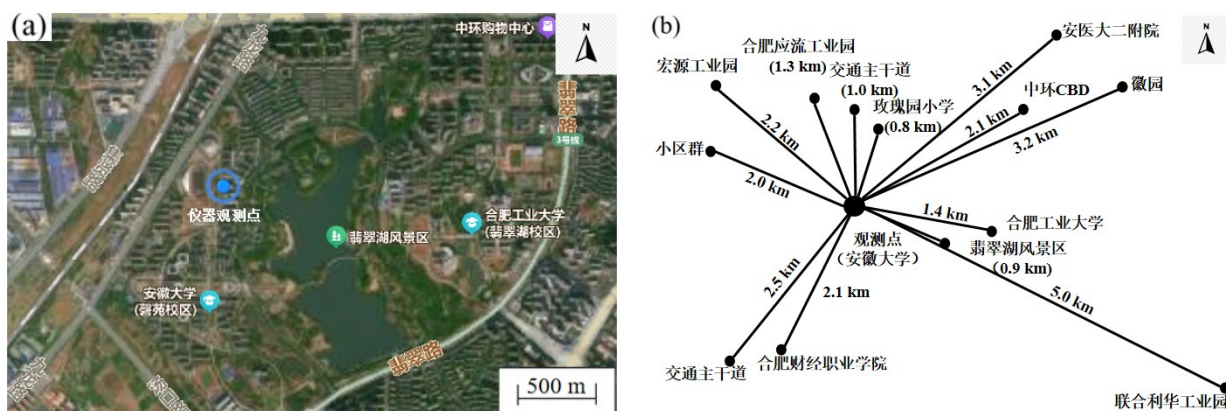 (a)
中环购物中心
N
翡翠路
3号线
仪器观测点
翡翠湖风景区
合肥工业大学
(翡翠湖校区)
安徽大学
(磬苑校区)
翡翠路
500 m
(b)
N
安医大二附院
合肥应流工业园
(1.3 km)
宏源工业园
交通主干道
(1.0 km)
3.1 km
中环CBD
徽园
玫瑰园小学
(0.8 km)
2.2 km
2.1 km
3.2 km
小区群
2.0 km
1.4 km
合肥工业大学
观测点
(安徽大学)
翡翠湖风景区
(0.9 km)
2.5 km
2.1 km
5.0 km
交通主干道
合肥财经职业学院
联合利华工业园